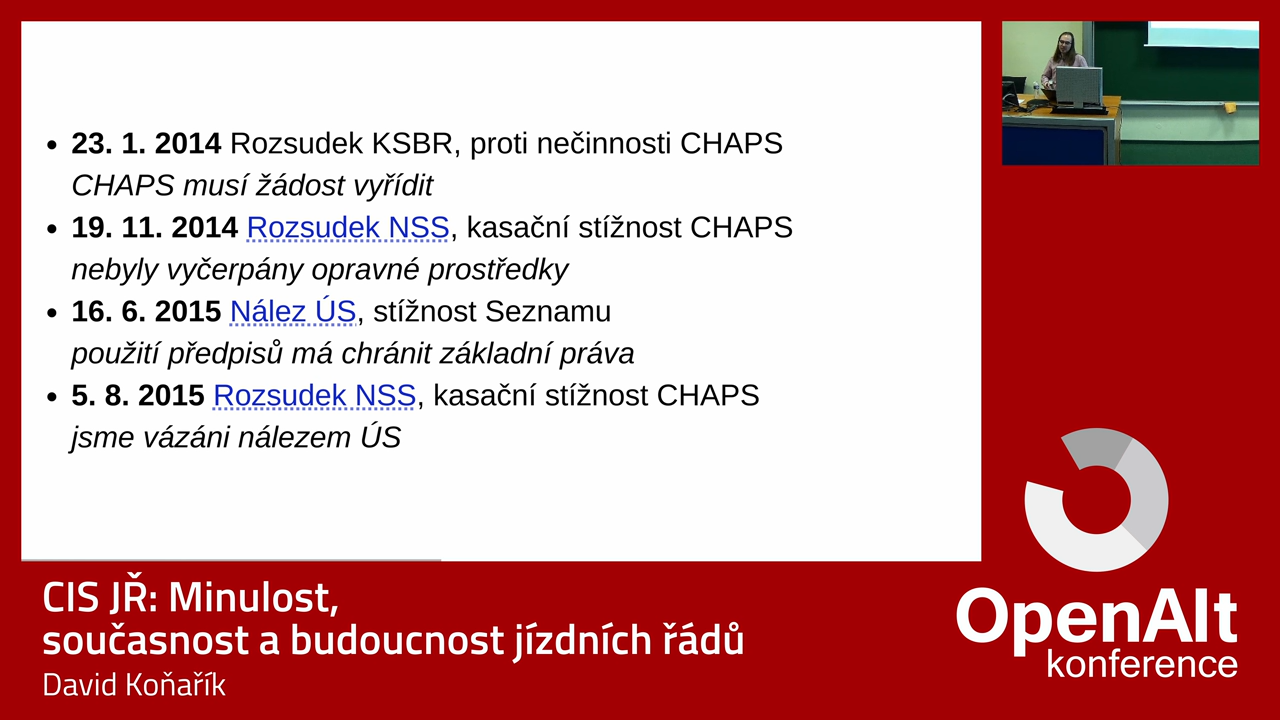 23. 1. 2014 Rozsudek KSBR, proti nečinnosti CHAPS
CHAPS musí žádost vyřídit
19. 11. 2014 Rozsudek NSS, kasační stížnost CHAPS
nebyly vyčerpány opravné prostředky
16. 6. 2015 Nález ÚS, stížnost Seznamu
použití předpisů má chránit základní práva
5. 8. 2015 Rozsudek NSS, kasační stížnost CHAPS
jsme vázáni nálezem ÚS
CIS JŘ: Minulost,
současnost a budoucnost jízdních řádů
David Koňařík
OpenAlt
konference